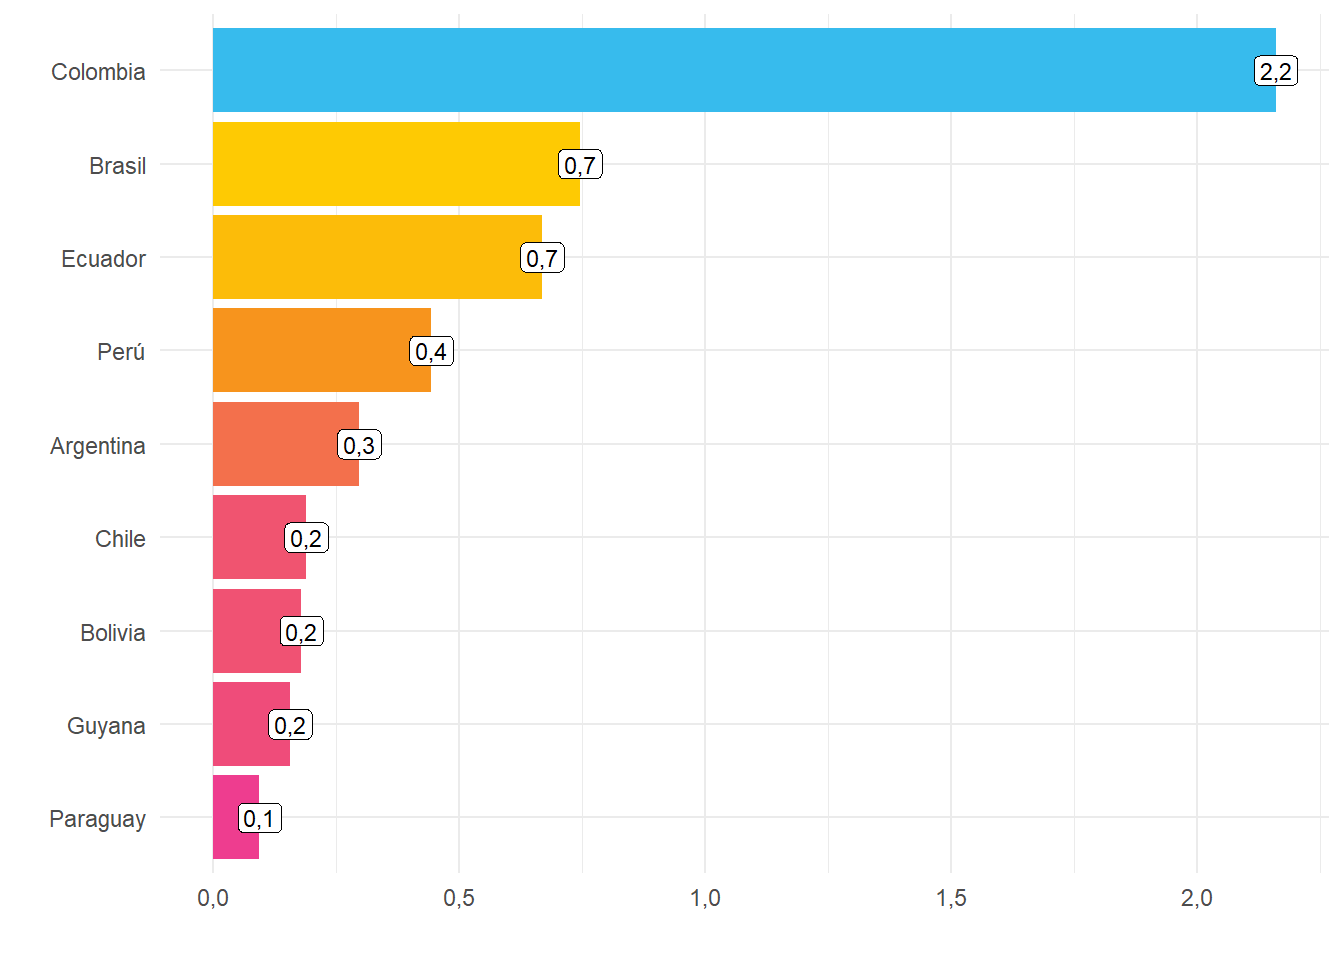 Colombia 2,2
Brasil 0,7
Ecuador 0,7
Perú 0,4
Argentina 0,3
Chile 0,2
Bolivia 0,2
Guyana 0,2
Paraguay 0,1
0,0 0,5 1,0 1,5 2,0